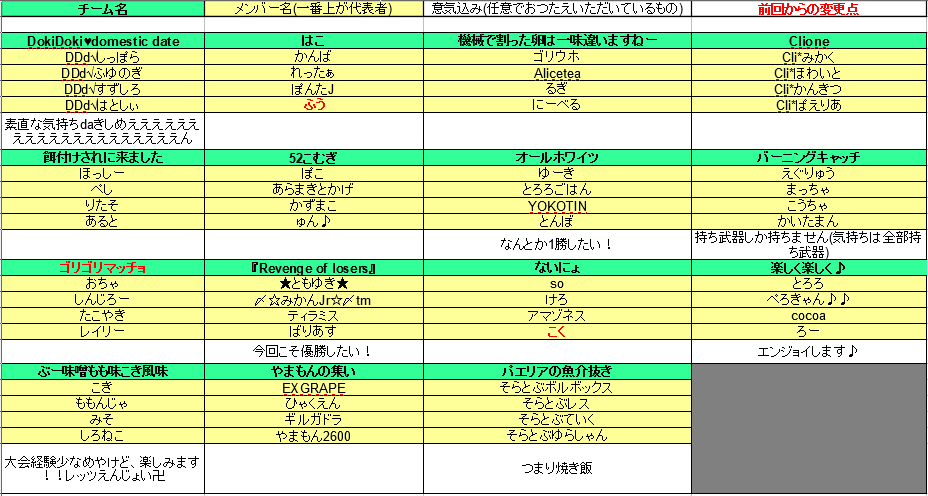 チーム名
メンバー名(一番上が代表者)
意気込み(任意でおつたえいただいているもの)
前回からの変更点
DokiDoki♥domestic date
はこ
機械で割った卵は一味違いますねー
Clione
DDd√しっぽら
かんぱ
ゴリウホ
Cli*みかく
DDd√ふゆのぎ
れったぁ
Alicetea
Cli*ほわいと
DDd√すずしろ
ぽんたJ
るぎ
Cli*かんきつ
DDd√はとしぃ
ふう
にーべる
Cli*ぱえりあ
素直な気持ちdaきしめええええええ
えええええええええええええええん
餌付けされに来ました
52こむぎ
オールホワイツ
バーニングキャッチ
ほっしー
ぽこ
ゆーき
えぐりゅう
ぺし
あらまきとかげ
とろろごはん
まっちゃ
りたそ
かずまこ
YOKOTIN
こうちゃ
あると
ゅん♪
とんぼ
かいたまん
なんとか1勝したい！
持ち武器しか持ちません(気持ちは全部持
ち武器)
ゴリゴリマッチョ
『Revenge of losers』
ないにょ
楽しく楽しく♪
おちゃ
★ともゆき★
so
とろろ
しんじろー
〆☆みかんJr☆〆tm
けろ
ぺろきゃん♪♪
たこやき
ティラミス
アマゾネス
cocoa
レイリー
ばりあす
こく
ろー
今回こそ優勝したい！
エンジョイします♪
ぶー味噌もも味こき風味
やまもんの集い
パエリアの魚介抜き
こき
EXGRAPE
そらとぶボルボックス
ももんじゃ
ひゃくえん
そらとぶレス
みそ
ギルガドラ
そらとぶていく
しろねこ
やまもん2600
そらとぶゆらしゃん
大会経験少なめやけど、楽しみます
！！レッツえんじょい卍
つまり焼き飯